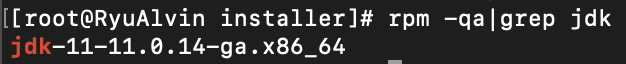 [[root@RyuAlvin installer]# rpm -qa|grep jdk
jdk-11-11.0.14-ga.x86_64